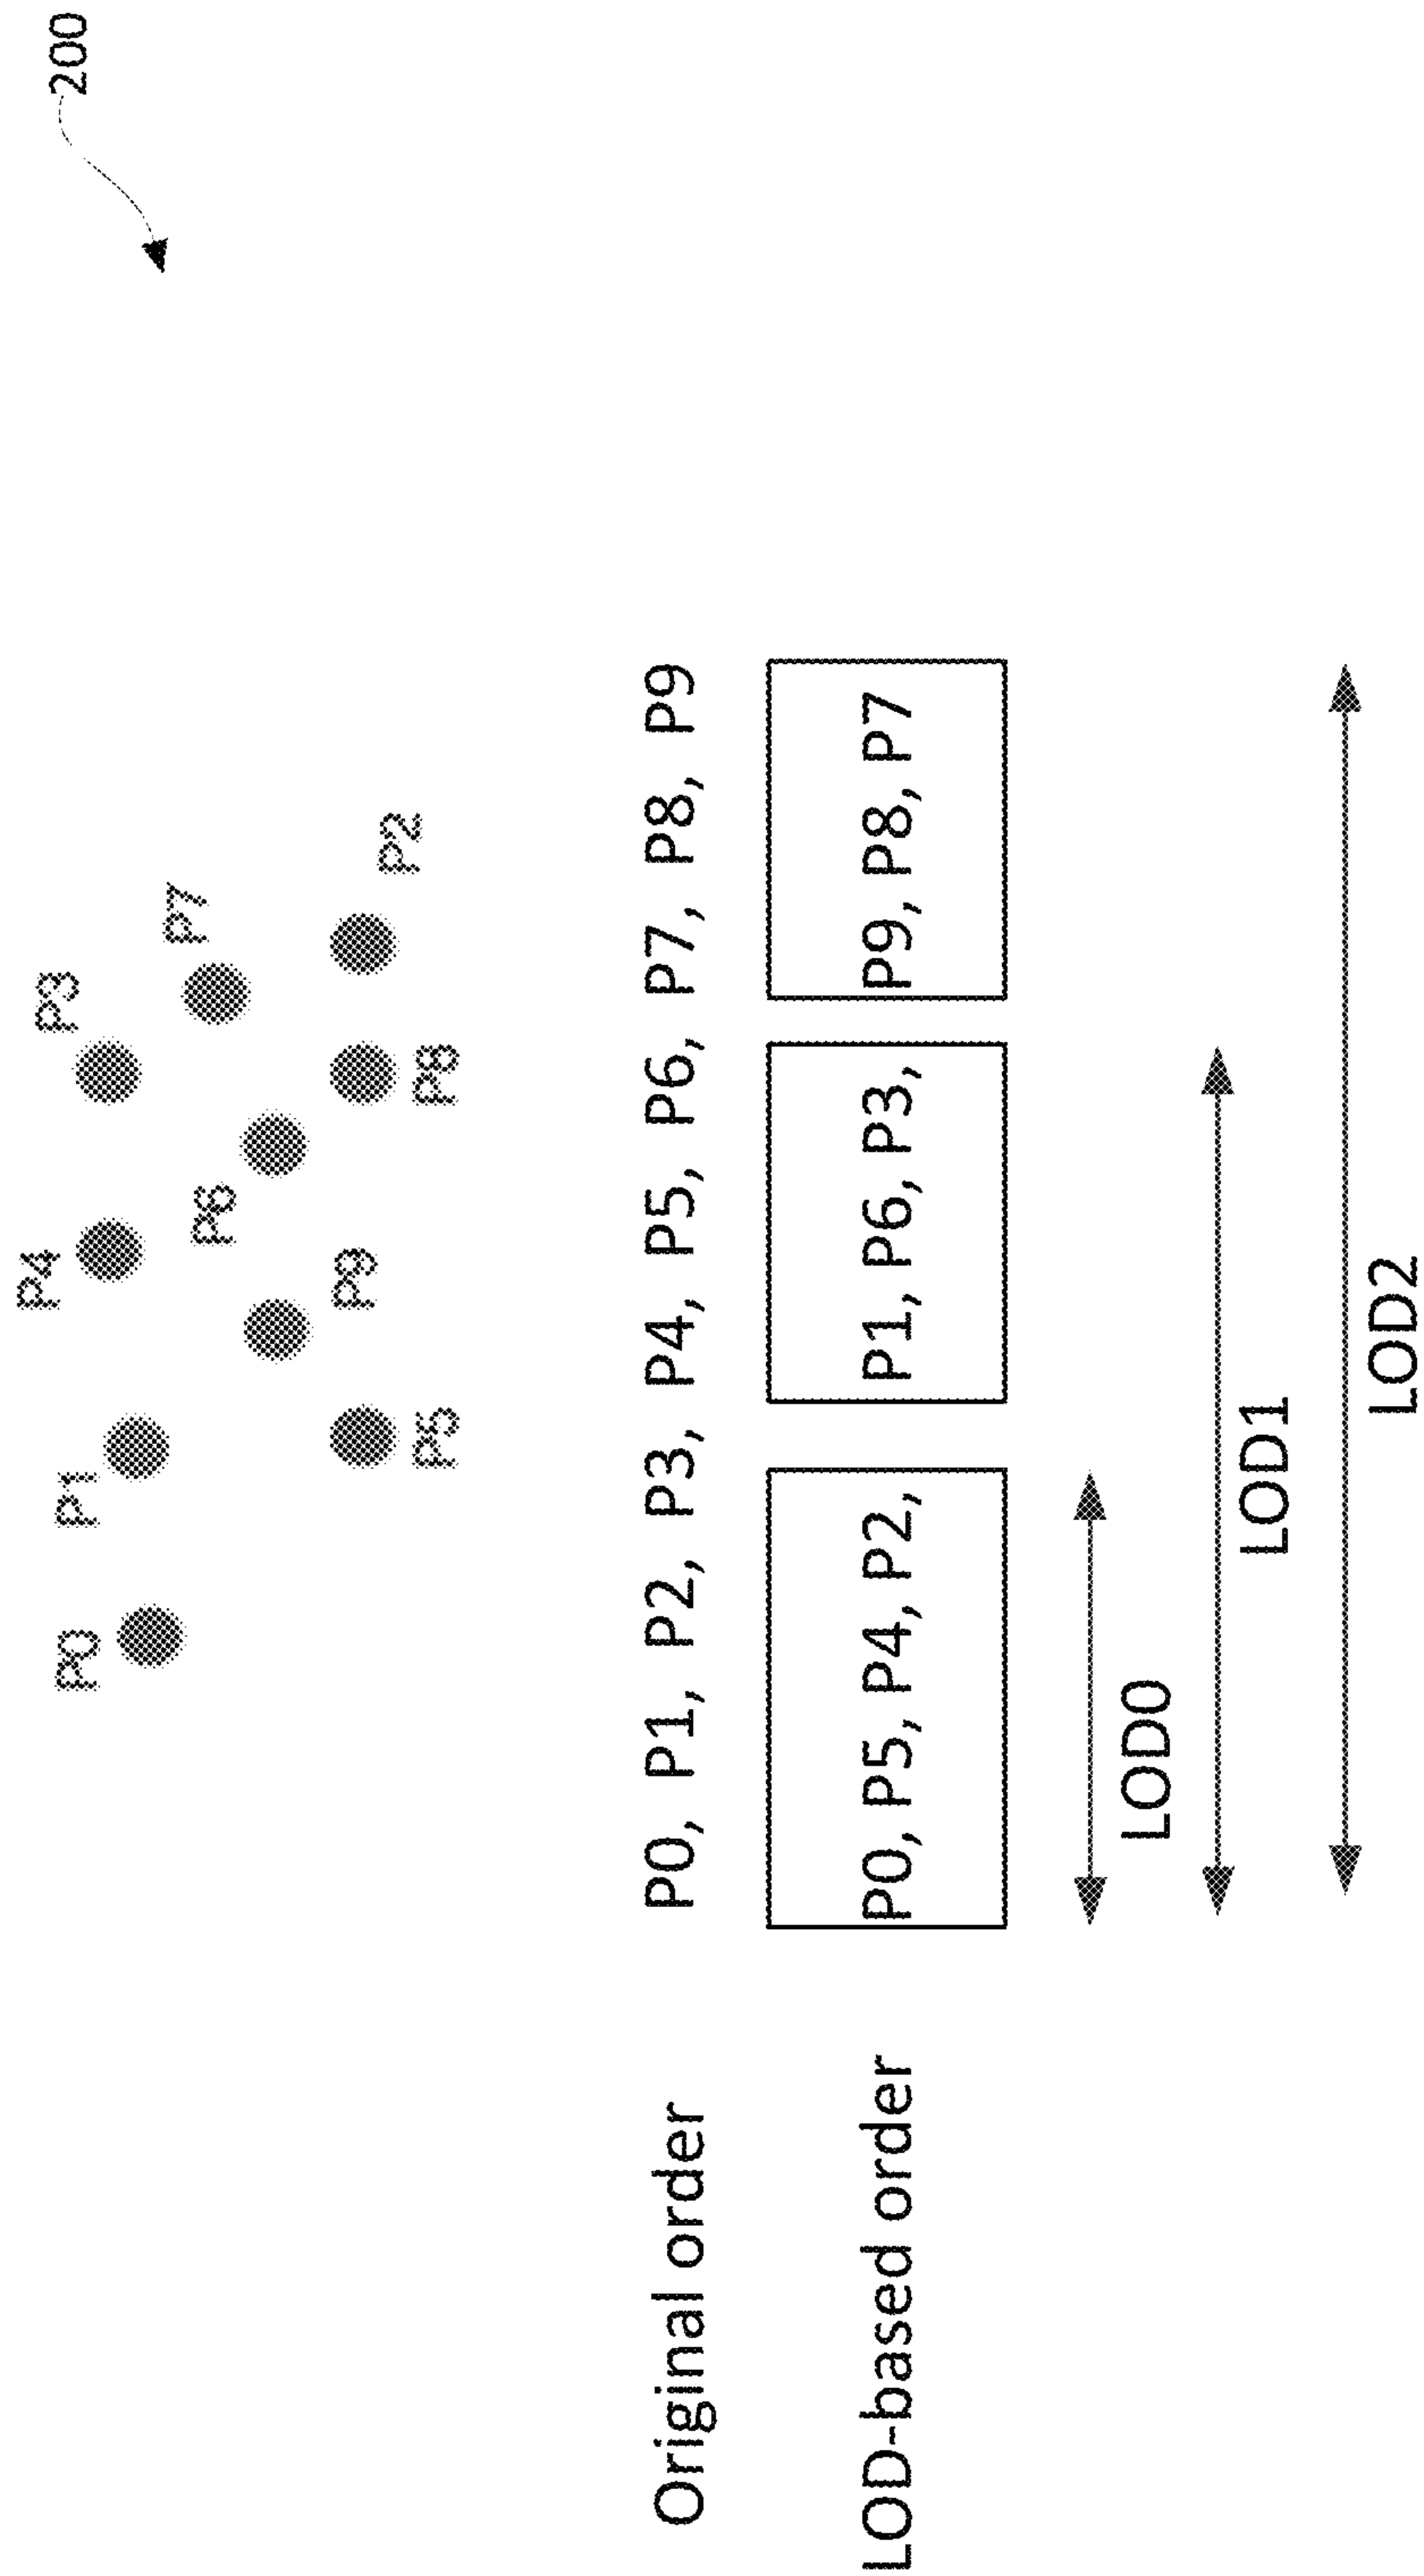 200
P3
P4
P7
P1
P0
P6
P2
P9
P8
P5
Original order
P0, P1, P2, P3, P4, P5, P6, P7, P8, P9
LOD-based order
P0, P5, P4, P2,
P1, P6, P3,
P9, P8, P7
LOD0
LOD1
LOD2